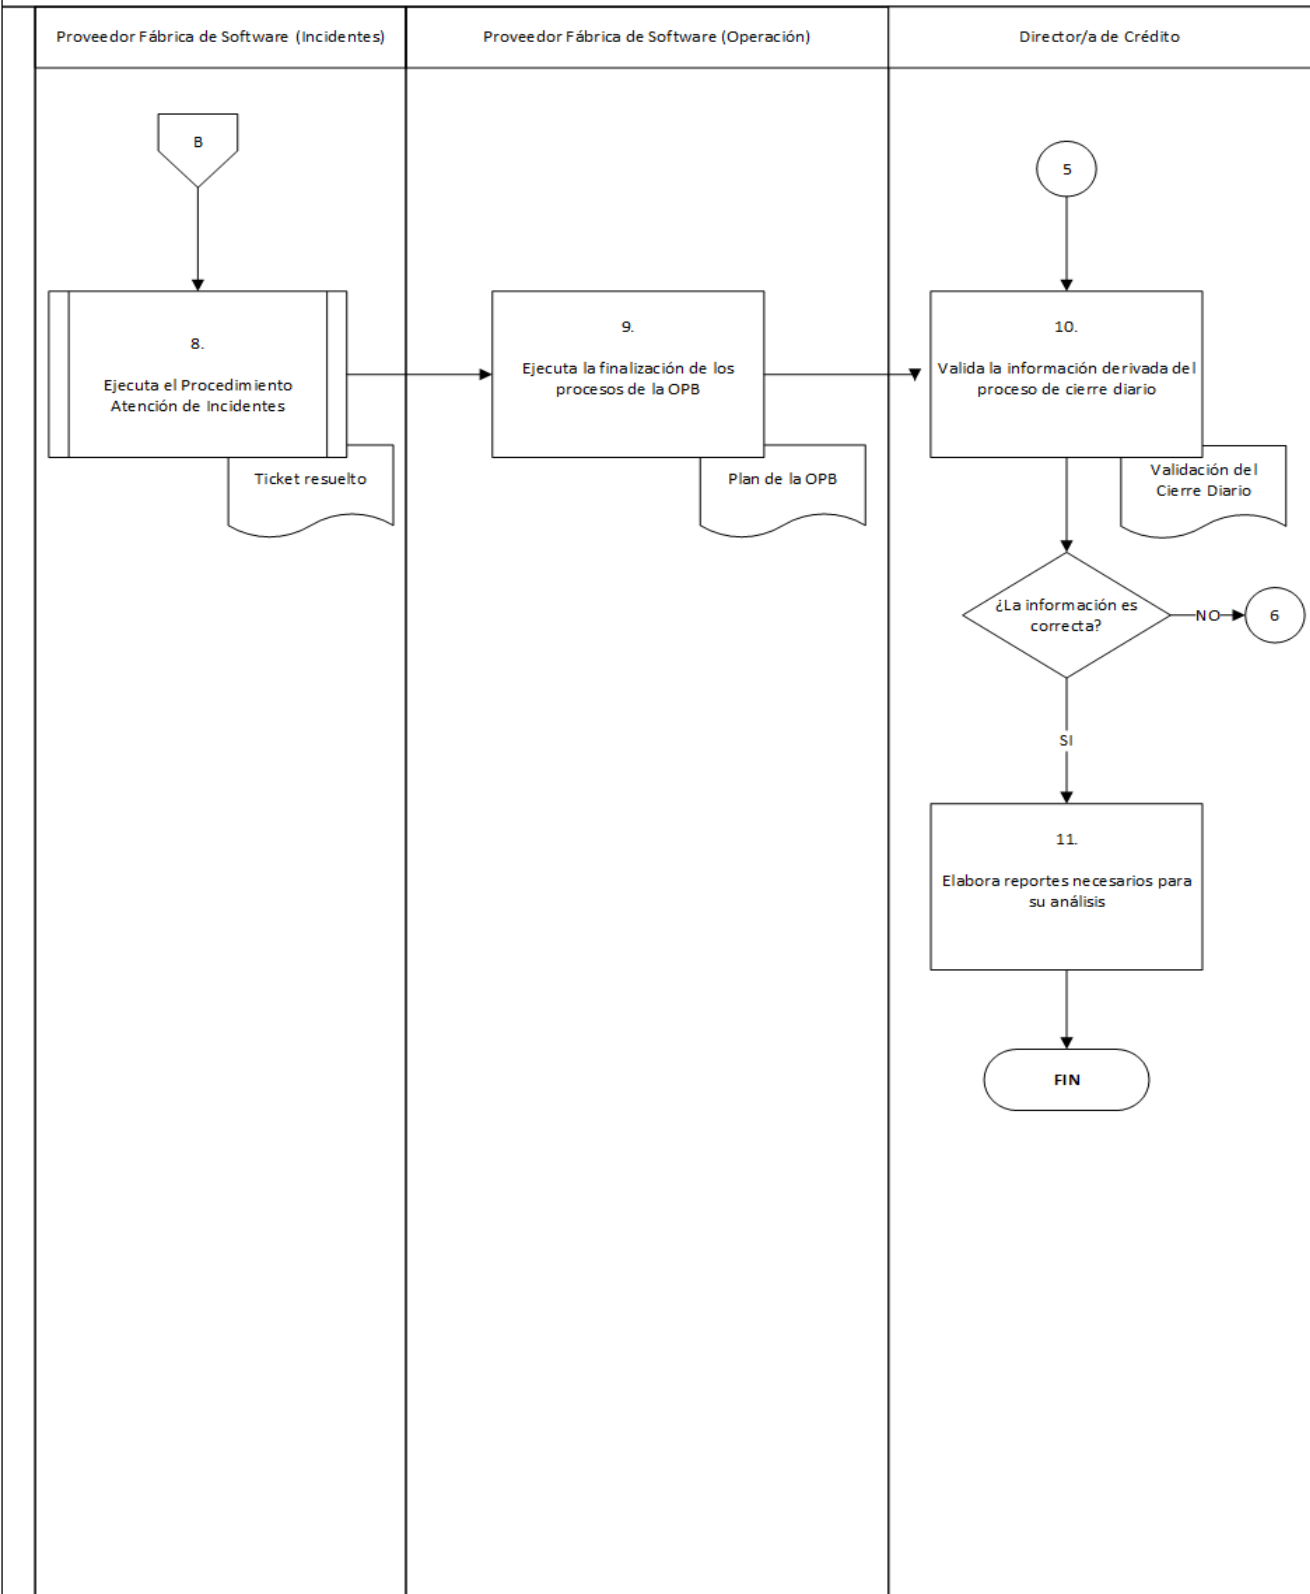 Proveedor Fábrica de Software (Incidentes)
Proveedor Fábrica de Software (Operación)
Director/a de Crédito
B
5
8.
Ejecuta el Procedimiento
Atención de Incidentes
Ticket resuelto
9.
Ejecuta la finalización de los
procesos de la OPB
Plan de la OPB
10.
Valida la información derivada del
proceso de cierre diario
Validación del
Cierre Diario
¿La información es
correcta?
NO
6
SI
11.
Elabora reportes necesarios para
su análisis
FIN